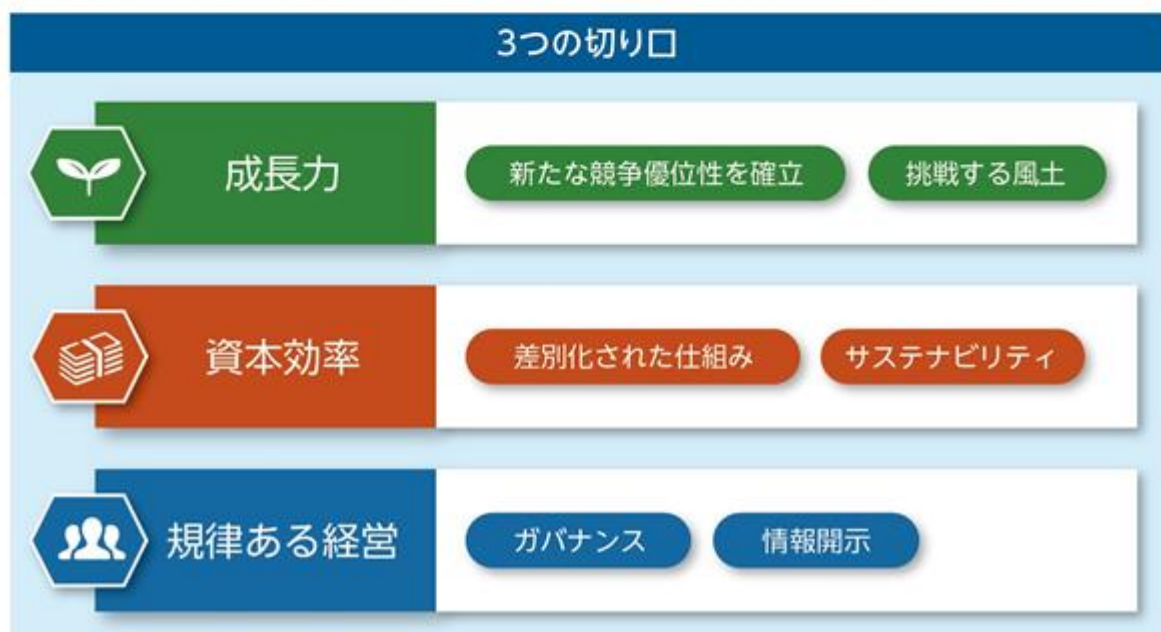 3つの切り口
成長力
新たな競争優位性を確立
挑戦する風土
資本効率
差別化された仕組み
サステナビリティ
規律ある経営
ガバナンス
情報開示